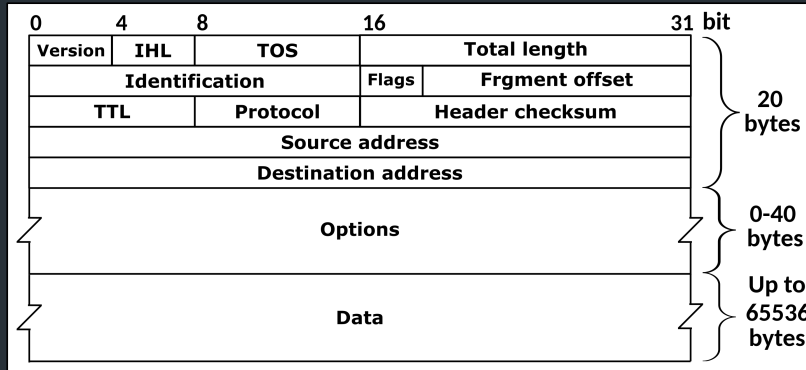 0 4 8 16 31 bit
Version IHL TOS Total length
Identification Flags Frgment offset
TTL Protocol Header checksum
Source address
Destination address
20
bytes
Options
0-40
bytes
Data
Up to
65536
bytes